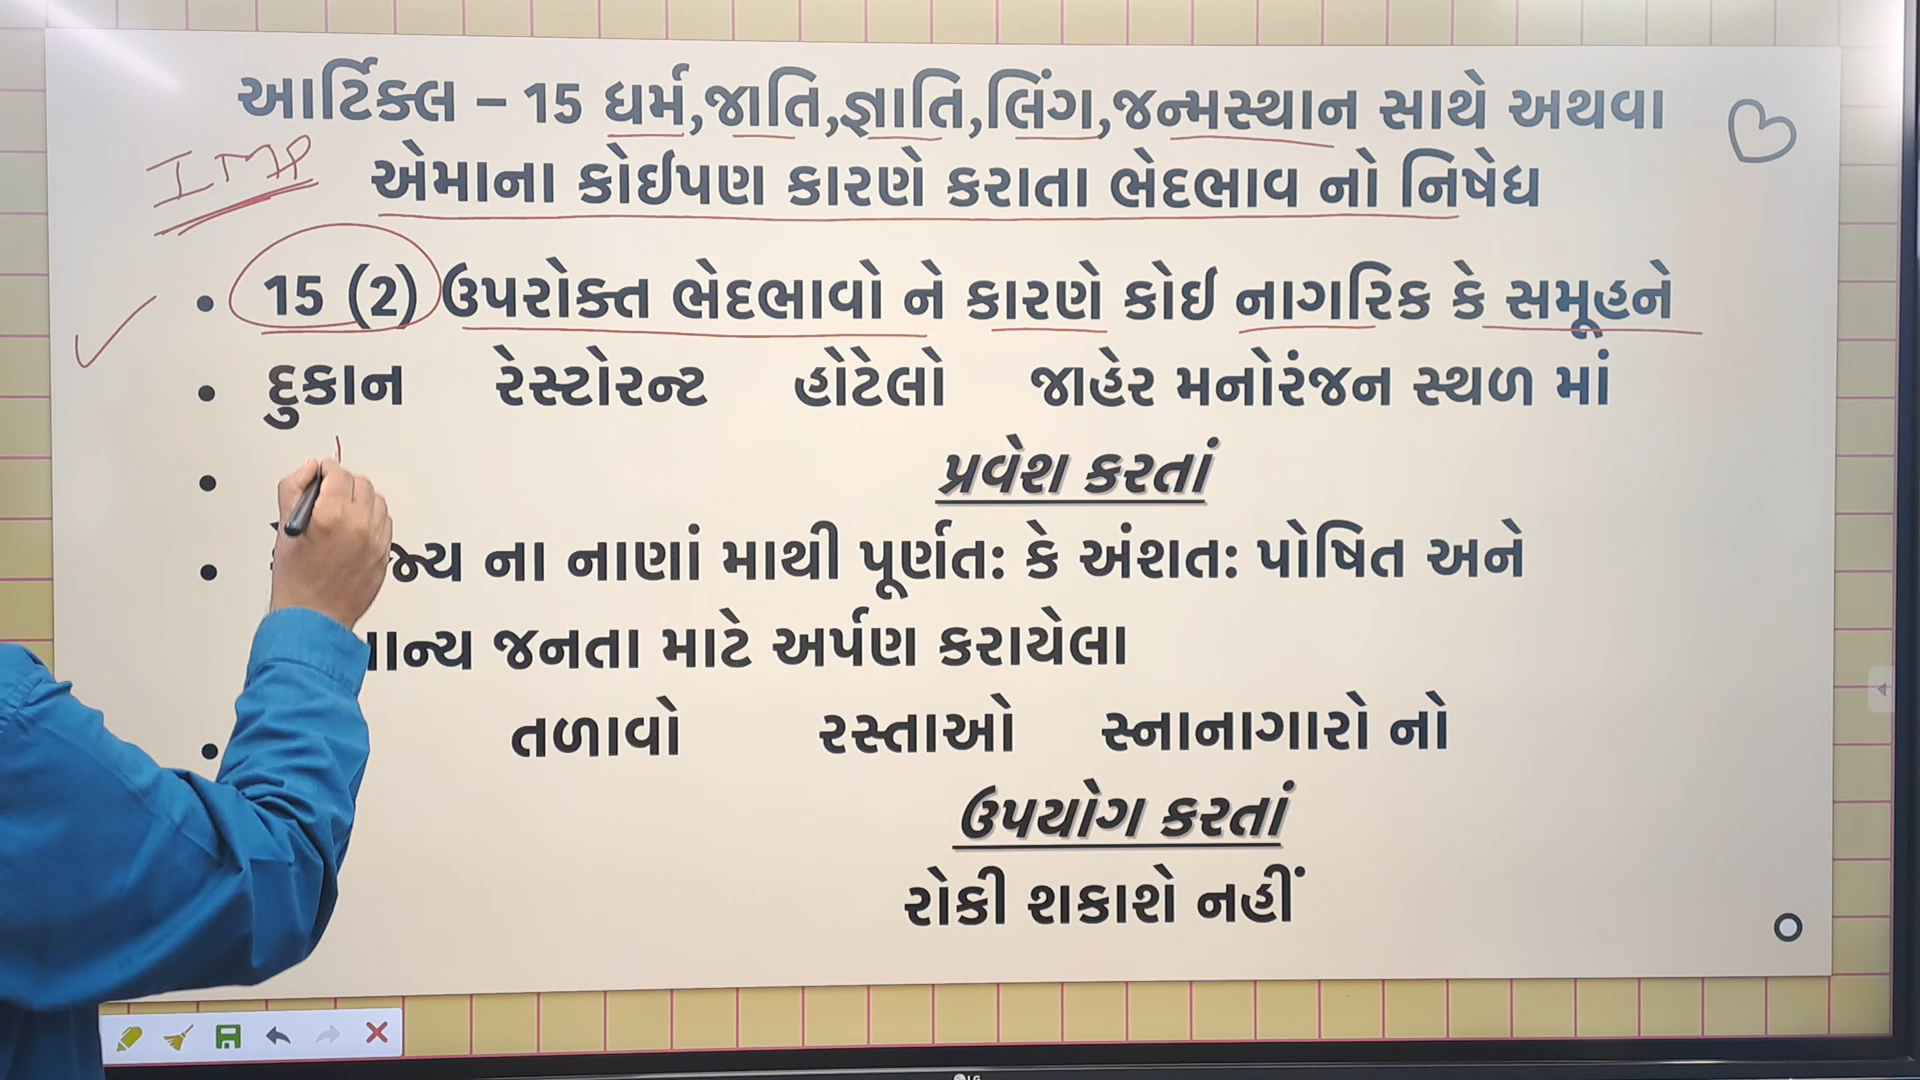 આર્ટિકલ – 15 ધર્મ,જાતિ,જ્ઞાતિ,લિંગ,જન્મસ્થાન સાથે અથવા
IMP
એમાના કોઈપણ કારણે કરાતા ભેદભાવ નો નિષેધ
• 15 (2) ઉપરોક્ત ભેદભાવો ને કારણે કોઈ નાગરિક કે સમૂહને
• દુકાન રેસ્ટોરન્ટ હોટેલો જાહેર મનોરંજન સ્થળ માં
• પ્રવેશ કરતાં
• ના નાણાં માથી પૂર્ણત: કે અંશત: પોષિત અને
જનતા માટે અર્પણ કરાયેલા
• તળાવો રસ્તાઓ સ્નાનાગારો નો
ઉપયોગ કરતાં
રોકી શકાશે નહીં
LG